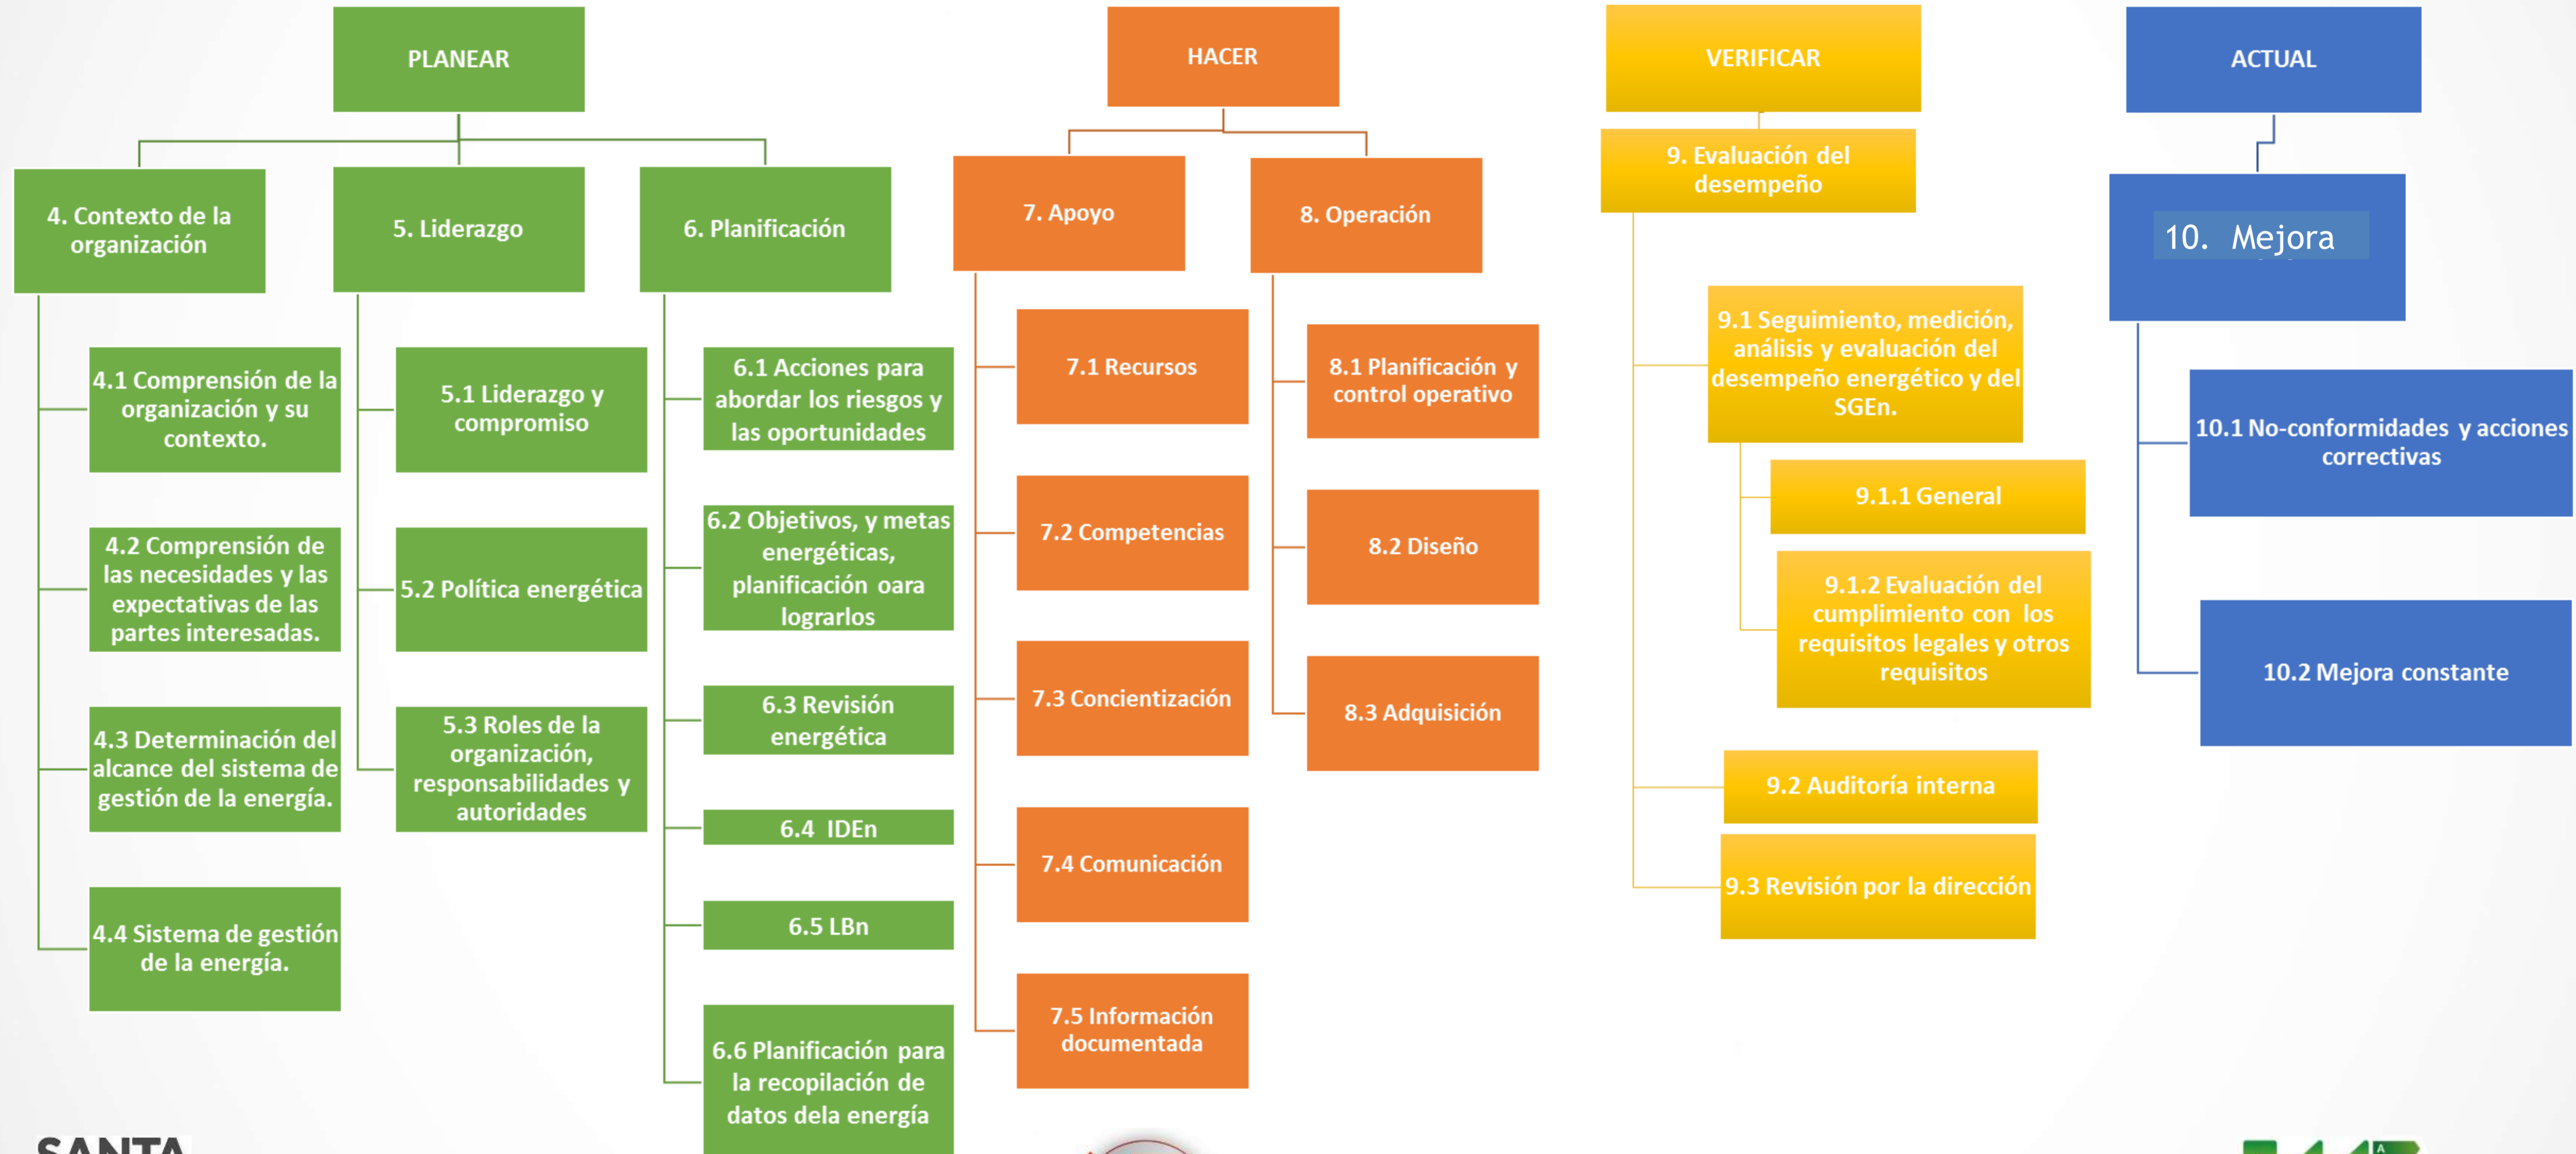 PLANEAR
4. Contexto de la
organización
4.1 Comprensión de la
organización y su
contexto.
4.2 Comprensión de
las necesidades y las
expectativas de las
partes interesadas.
4.3 Determinación del
alcance del sistema de
gestión de la energía.
4.4 Sistema de gestión
de la energía.
5. Liderazgo
5.1 Liderazgo y
compromiso
5.2 Política energética
5.3 Roles de la
organización,
responsabilidades y
autoridades
6. Planificación
6.1 Acciones para
abordar los riesgos y
las oportunidades
6.2 Objetivos, y metas
energéticas,
planificación oara
lograrlos
6.3 Revisión
energética
6.4 IDEn
6.5 LBn
6.6 Planificación para
la recopilación de
datos dela energía
HACER
7. Apoyo
7.1 Recursos
7.2 Competencias
7.3 Concientización
7.4 Comunicación
7.5 Información
documentada
8. Operación
8.1 Planificación y
control operativo
8.2 Diseño
8.3 Adquisición
VERIFICAR
9. Evaluación del
desempeño
9.1 Seguimiento, medición,
análisis y evaluación del
desempeño energético y del
SGEn.
9.1.1 General
9.1.2 Evaluación del
cumplimiento con los
requisitos legales y otros
requisitos
9.2 Auditoría interna
9.3 Revisión por la dirección
ACTUAL
10. Mejora
10.1 No-conformidades y acciones
correctivas
10.2 Mejora constante
SANTA
A